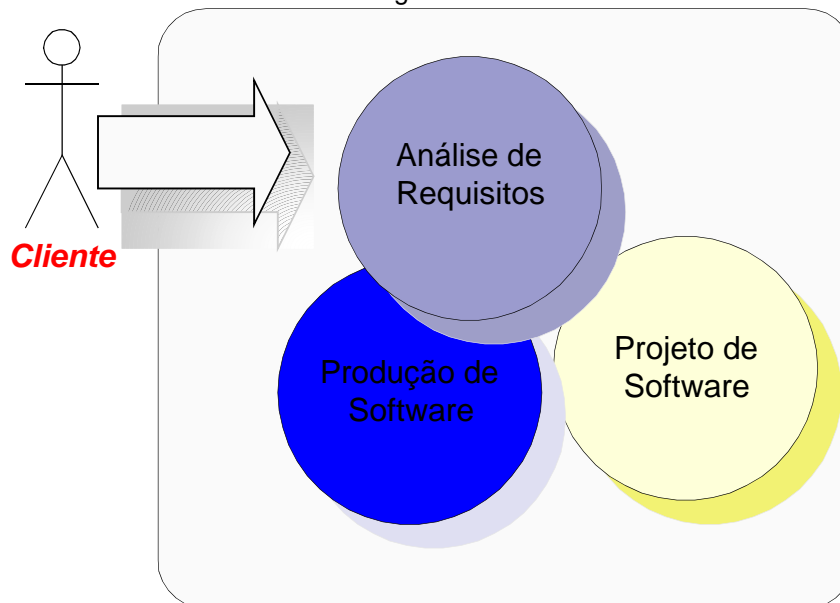 Análise de
Requisitos
Cliente
Projeto de
Software
Produção de
Software